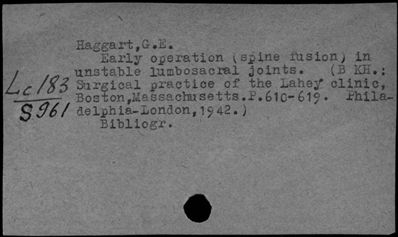 Haggart,G.E.
Early operation (spine fusion) in
unstable lumbosacral joints. (В кн.:
Lc183 Surgical practice of the Lahey clinic,
S961 Boston,Massachusetts.P.610-619. Phila-
delphia-London,1942.)
Bibliogr.